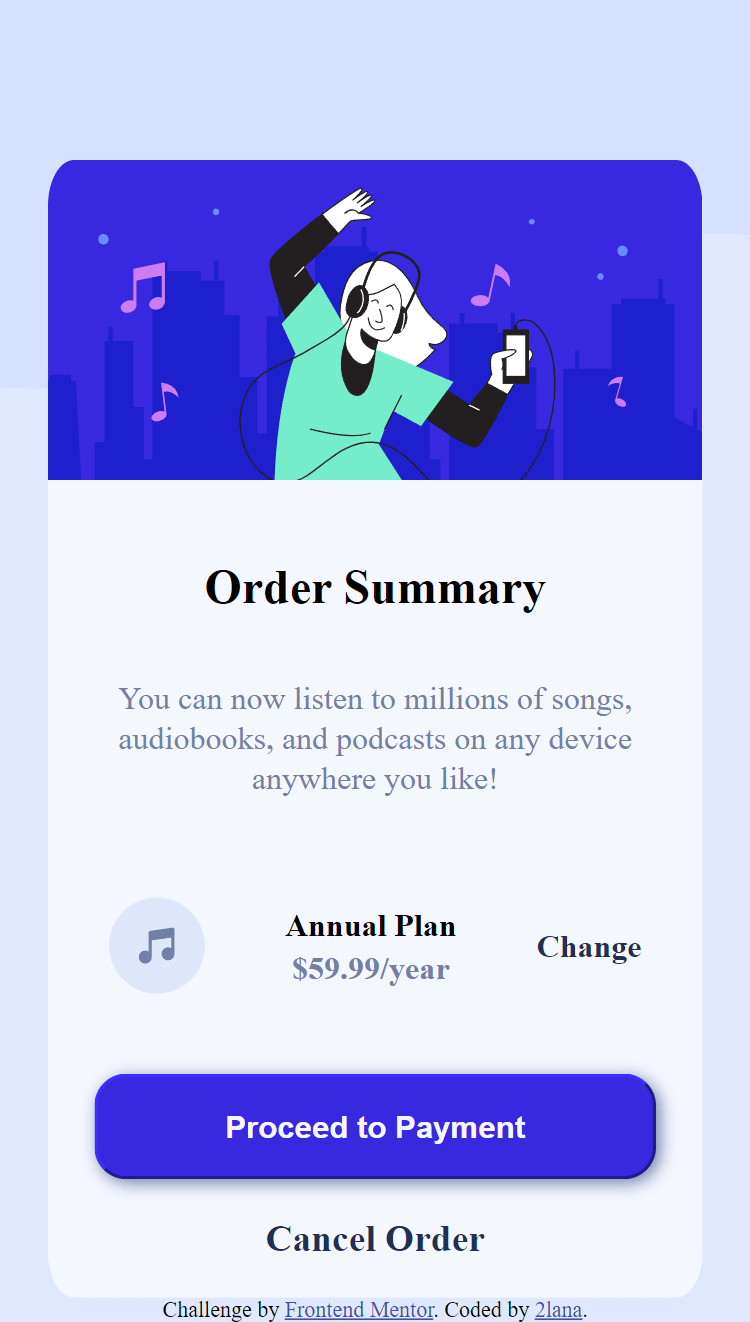 Order Summary
You can now listen to millions of songs,
audiobooks, and podcasts on any device
anywhere you like!
Annual Plan
$59.99/year
Change
Proceed to Payment
Cancel Order
Challenge by Frontend Mentor. Coded by 2lana.